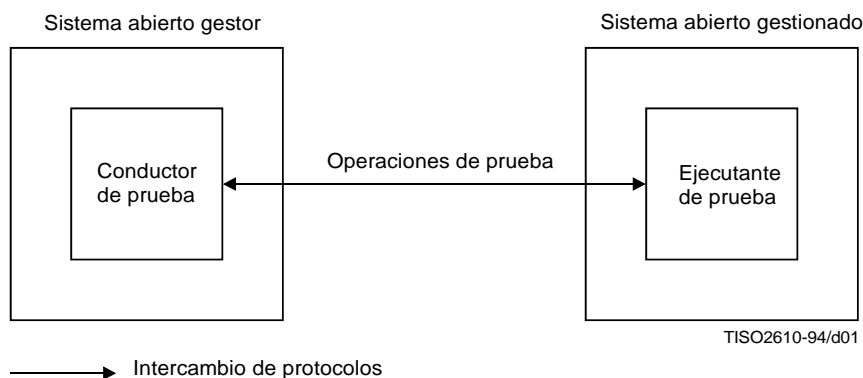 Sistema abierto gestor
Sistema abierto gestionado
Conductor
de prueba
Operaciones de prueba
Ejecutante
de prueba
TISO2610-94/d01
Intercambio de protocolos